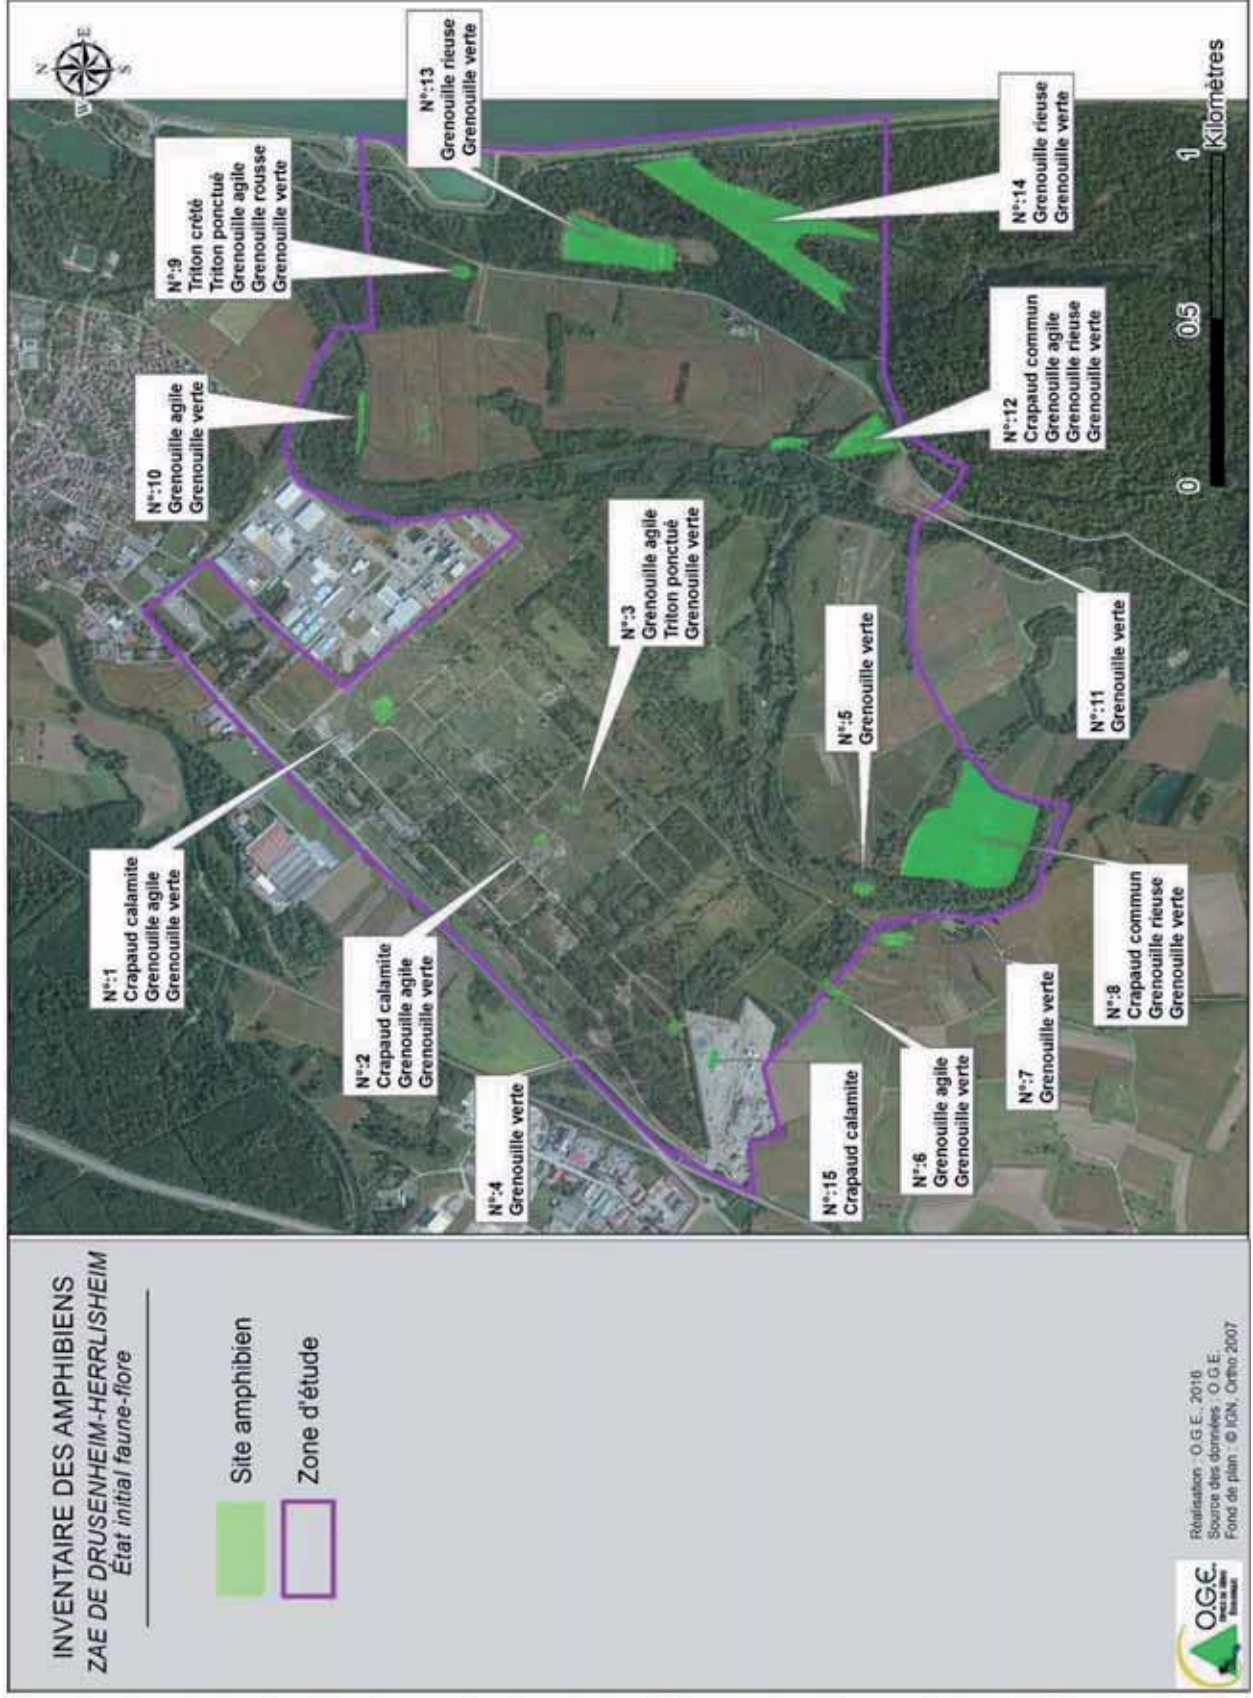 INVENTAIRE DES AMPHIBIENS
ZAE DE DRUSENHEIM-HERRLISHEIM
État initial faune-flore
Site amphibien
Zone d'étude
Réalisation : O.G.E., 2016
Source des données : O.G.E.
Fond de plan : © IGN, Ortho 2007
O.G.E.
N°:1
Crapaud calamite
Grenouille agile
Grenouille verte
N°:2
Crapaud calamite
Grenouille agile
Grenouille verte
N°:4
Grenouille verte
N°:15
Crapaud calamite
N°:6
Grenouille agile
Grenouille verte
N°:7
Grenouille verte
N°:8
Crapaud commun
Grenouille rieuse
Grenouille verte
N°:5
Grenouille verte
N°:3
Grenouille agile
Triton ponctué
Grenouille verte
N°:11
Grenouille verte
N°:10
Grenouille agile
Grenouille verte
N°:9
Triton crêté
Triton ponctué
Grenouille agile
Grenouille rousse
Grenouille verte
N°:13
Grenouille rieuse
Grenouille verte
N°:12
Crapaud commun
Grenouille agile
Grenouille rieuse
Grenouille verte
N°:14
Grenouille rieuse
Grenouille verte
N
E
S
W
0 0.5 1
Kilomètres